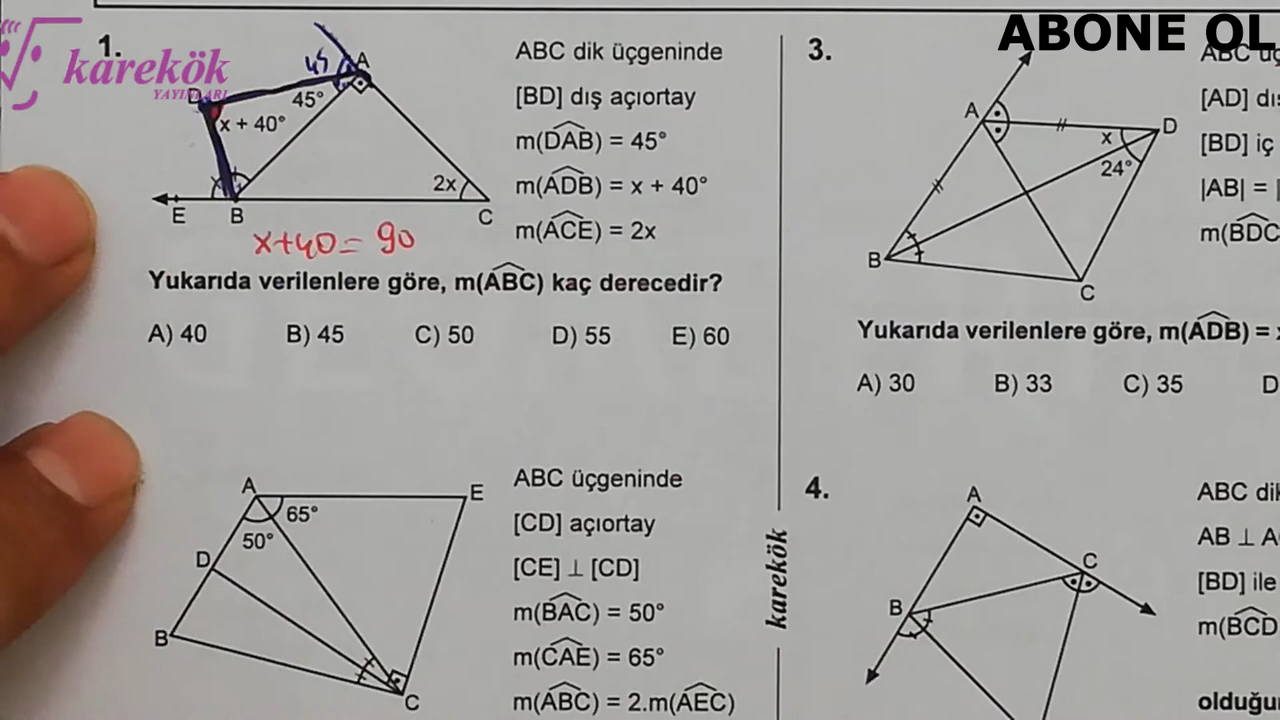 ABONE OL
karekök
YAYINLARI
1.
45
A
D
45°
x + 40°
2x
E
B
C
x+40=90
ABC dik üçgeninde
[BD] dış açıortay
m(DAB) = 45°
m(ADB) = x + 40°
m(ACE) = 2x
Yukarıda verilenlere göre, m(ABC) kaç derecedir?
A) 40 B) 45 C) 50 D) 55 E) 60
A
E
65°
50°
D
B
C
ABC üçgeninde
[CD] açıortay
[CE] ⊥ [CD]
m(BAC) = 50°
m(CAE) = 65°
m(ABC) = 2.m(AEC)
karekök
3.
A
D
x
24°
B
C
ABC üç
[AD] dış
[BD] iç
|AB| = |
m(BDC
Yukarıda verilenlere göre, m(ADB) = x
A) 30 B) 33 C) 35 D
4.
A
C
B
ABC dik
AB ⊥ A
[BD] ile
m(BCD
olduğu